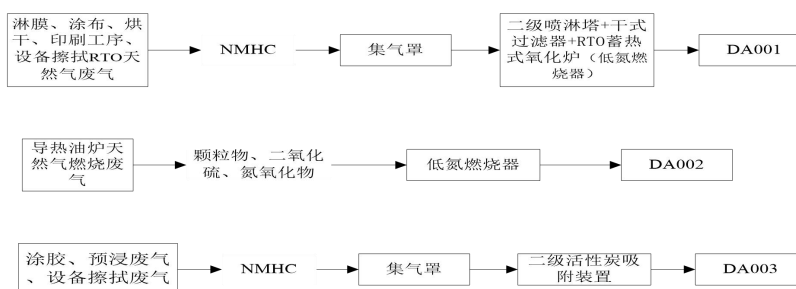 淋膜、涂布、烘
干、印刷工序、
设备擦拭RTO天
然气废气
NMHC
集气罩
二级喷淋塔+干式
过滤器+RTO蓄热
式氧化炉（低氮燃
烧器）
DA001
导热油炉天
然气燃烧废
气
颗粒物、二氧化
硫、氮氧化物
低氮燃烧器
DA002
涂胶、预浸废气
、设备擦拭废气
NMHC
集气罩
二级活性炭吸
附装置
DA003